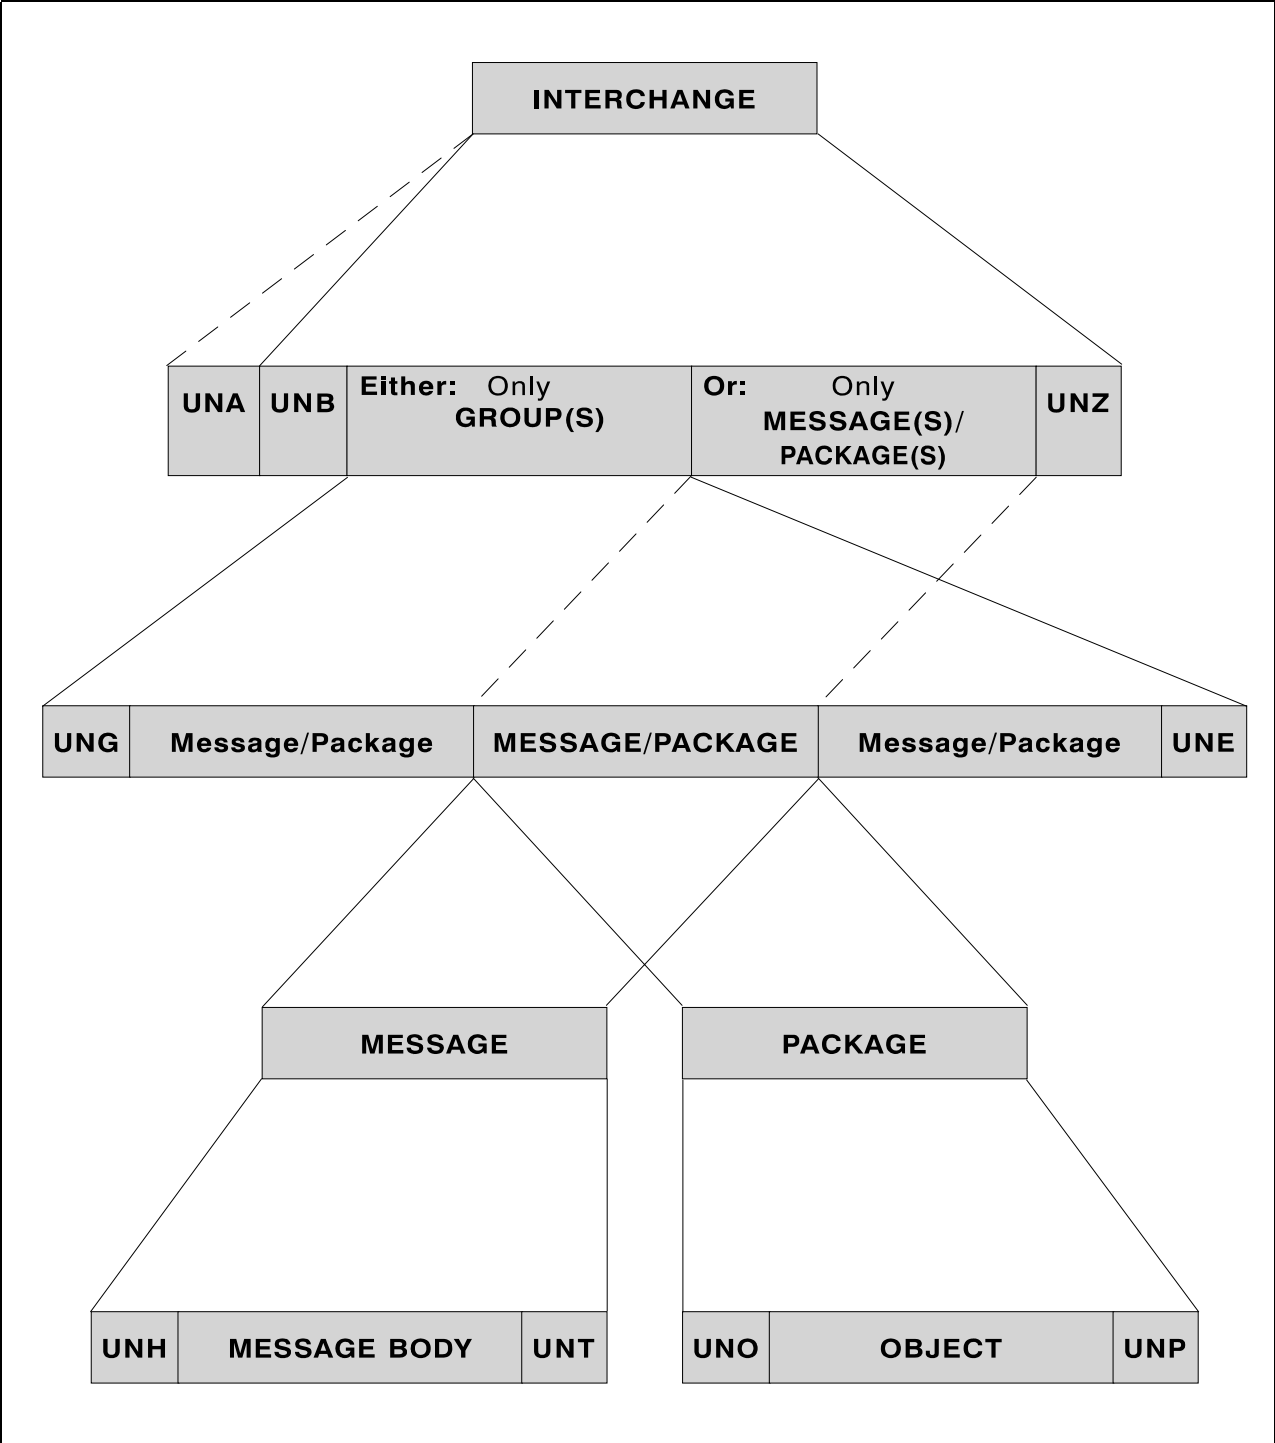 INTERCHANGE
UNA
UNB
Either: Only
GROUP(S)
Or: Only
MESSAGE(S)/
PACKAGE(S)
UNZ
UNG
Message/Package
MESSAGE/PACKAGE
Message/Package
UNE
MESSAGE
PACKAGE
UNH
MESSAGE BODY
UNT
UNO
OBJECT
UNP